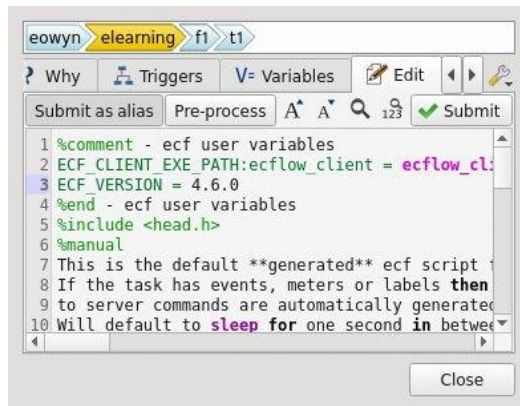 eowyn elearning f1 t1
? Why Triggers V= Variables Edit
Submit as alias Pre-process A A 123 Submit
1 %comment - ecf user variables
2 ECF_CLIENT_EXE_PATH:ecflow_client = ecflow_cli
3 ECF_VERSION = 4.6.0
4 %end - ecf user variables
5 %include <head.h>
6 %manual
7 This is the default **generated** ecf script
8 If the task has events, meters or labels then
9 to server commands are automatically generated
10 Will default to sleep for one second in betwee
Close